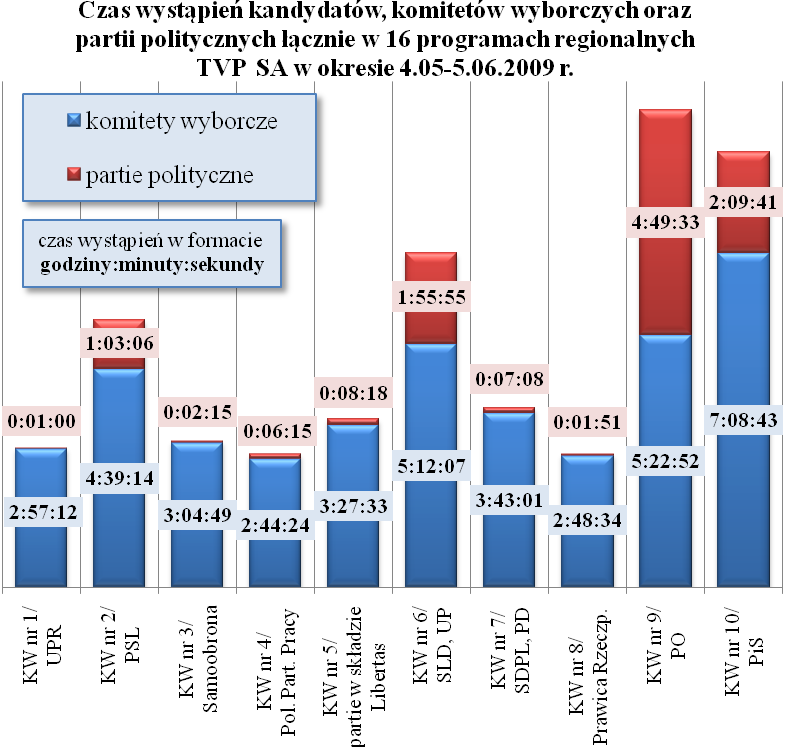 Czas wystąpień kandydatów, komitetów wyborczych oraz
partii politycznych łącznie w 16 programach regionalnych
TVP SA w okresie 4.05-5.06.2009 r.
komitety wyborcze
partie polityczne
czas wystąpień w formacie
godziny:minuty:sekundy
0:01:00
2:57:12
1:03:06
4:39:14
0:02:15
3:04:49
0:06:15
2:44:24
0:08:18
3:27:33
1:55:55
5:12:07
0:07:08
3:43:01
0:01:51
2:48:34
4:49:33
5:22:52
2:09:41
7:08:43
KW nr 1/
UPR
KW nr 2/
PSL
KW nr 3/
Samoobrona
KW nr 4/
Pol. Part. Pracy
KW nr 5/
partie w składzie
Libertas
KW nr 6/
SLD, UP
KW nr 7/
SDPL, PD
KW nr 8/
Prawica Rzeczp.
KW nr 9/
PO
KW nr 10/
PiS